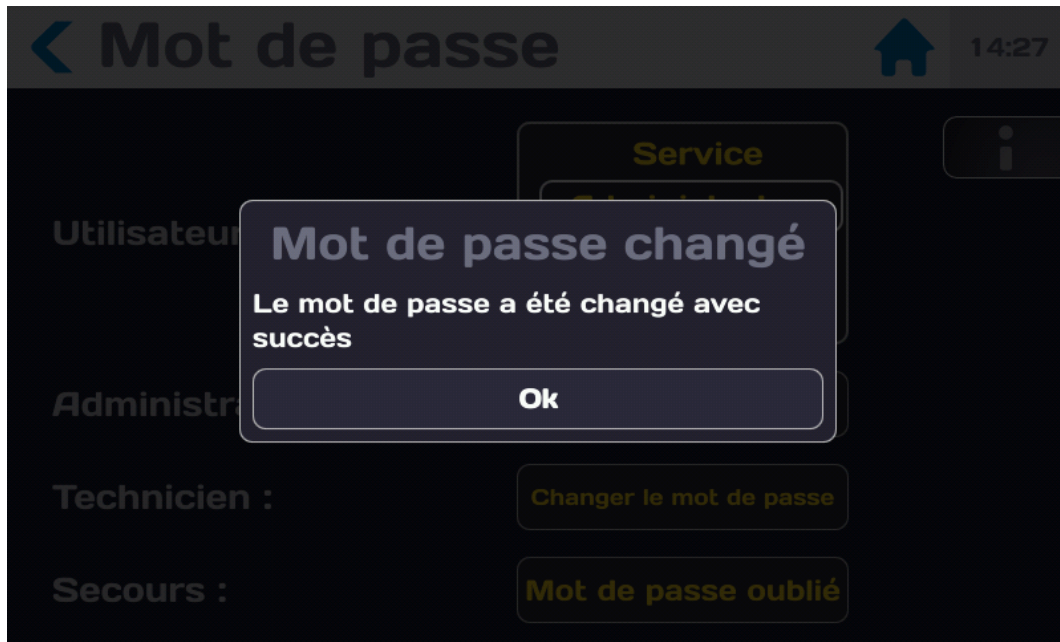 Mot de passe
14:27
Service
Utilisateur
Mot de passe changé
Le mot de passe a été changé avec
succès
Ok
Technicien :
Changer le mot de passe
Secours :
Mot de passe oublié